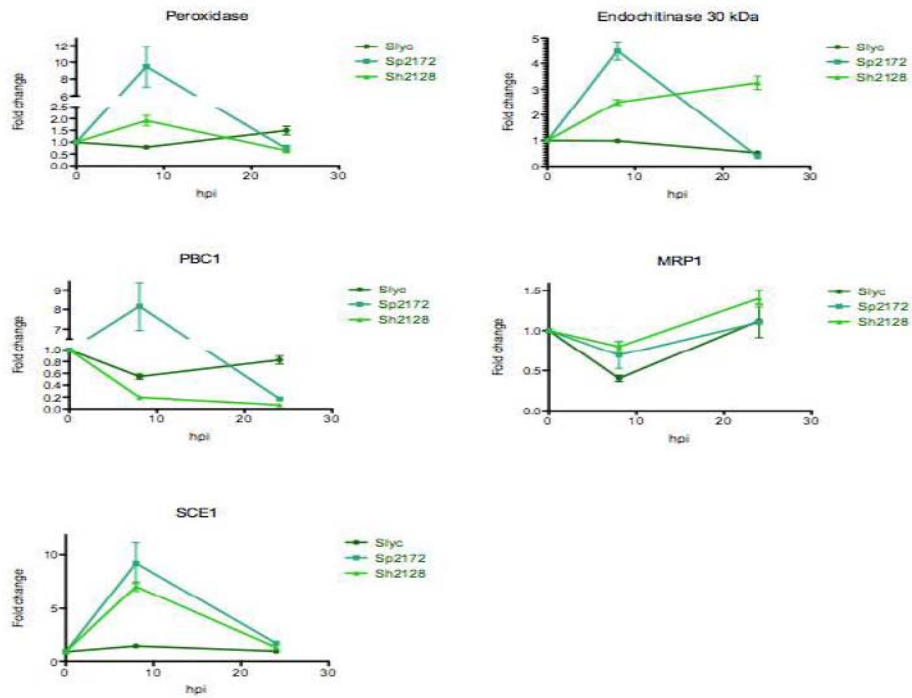 Peroxidase
12
10
8
6
2.5
2.0
1.5
1.0
0.5
0.0
Fold change
0 10 20 30
hpi
Slyc
Sp2172
Sh2128
Endochitinase 30 kDa
5
4
3
2
1
0
Fold change
0 10 20 30
hpi
Slyc
Sp2172
Sh2128
PBC1
9
8
7
1.0
0.8
0.6
0.4
0.2
0.0
Fold change
0 10 20 30
hpi
Slyc
Sp2172
Sh2128
MRP1
1.5
1.0
0.5
0.0
Fold change
0 10 20 30
hpi
Slyc
Sp2172
Sh2128
SCE1
10
5
0
Fold change
0 10 20 30
hpi
Slyc
Sp2172
Sh2128